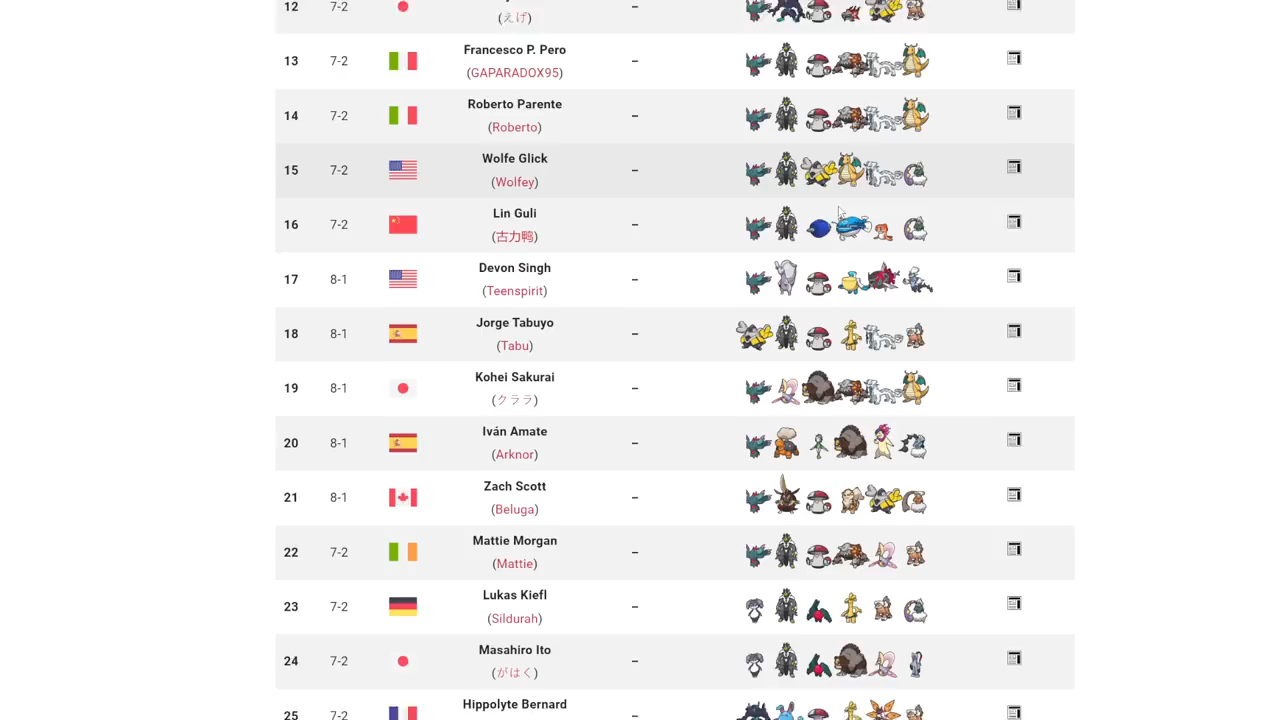 12 7-2 –
(えげ)
Francesco P. Pero
13 7-2 –
(GAPARADOX95)
Roberto Parente
14 7-2 –
(Roberto)
Wolfe Glick
15 7-2 –
(Wolfey)
Lin Guli
16 7-2 –
(古力鸭)
Devon Singh
17 8-1 –
(Teenspirit)
Jorge Tabuyo
18 8-1 –
(Tabu)
Kohei Sakurai
19 8-1 –
(クララ)
Iván Amate
20 8-1 –
(Arknor)
Zach Scott
21 8-1 –
(Beluga)
Mattie Morgan
22 7-2 –
(Mattie)
Lukas Kiefl
23 7-2 –
(Sildurah)
Masahiro Ito
24 7-2 –
(がはく)
Hippolyte Bernard
25 7-2 –